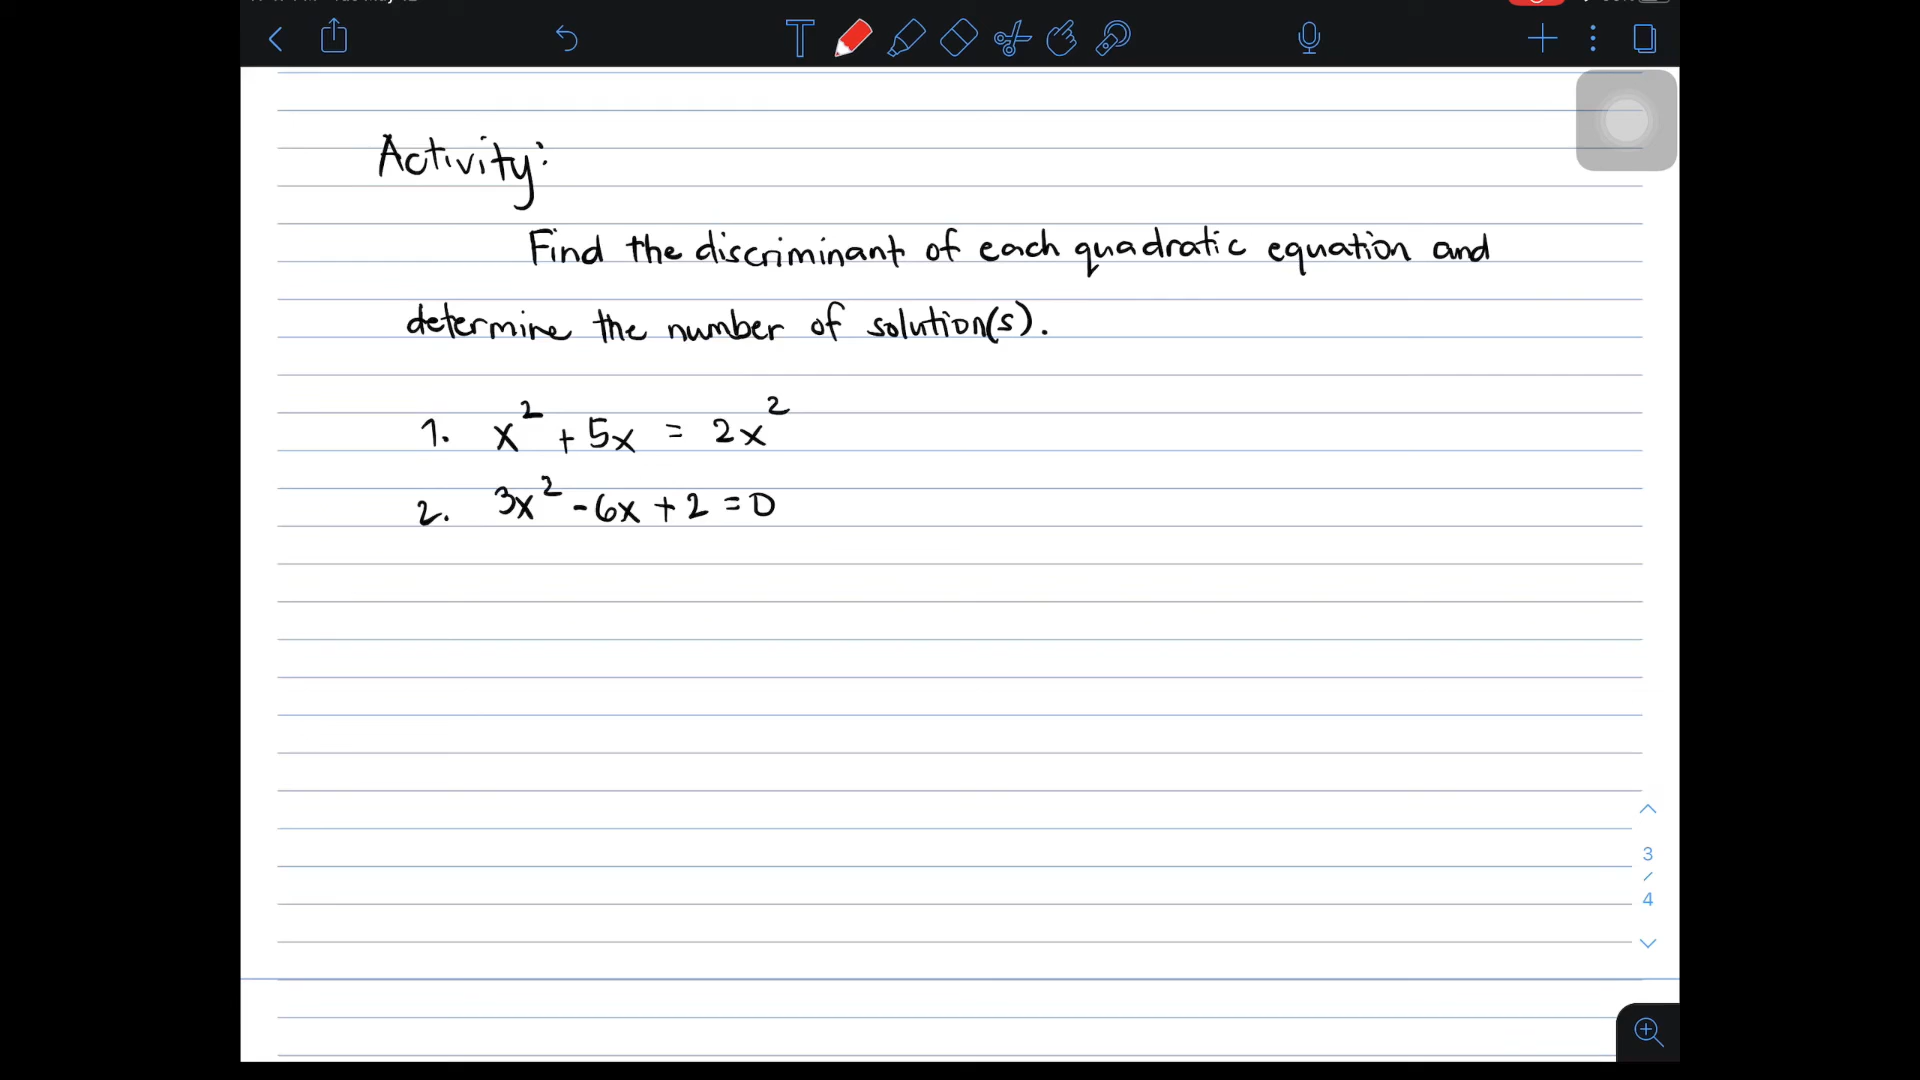 Activity:
Find the discriminant of each quadratic equation and
determine the number of solution(s).
1. x² + 5x = 2x²
2. 3x² - 6x + 2 = 0
3
/
4